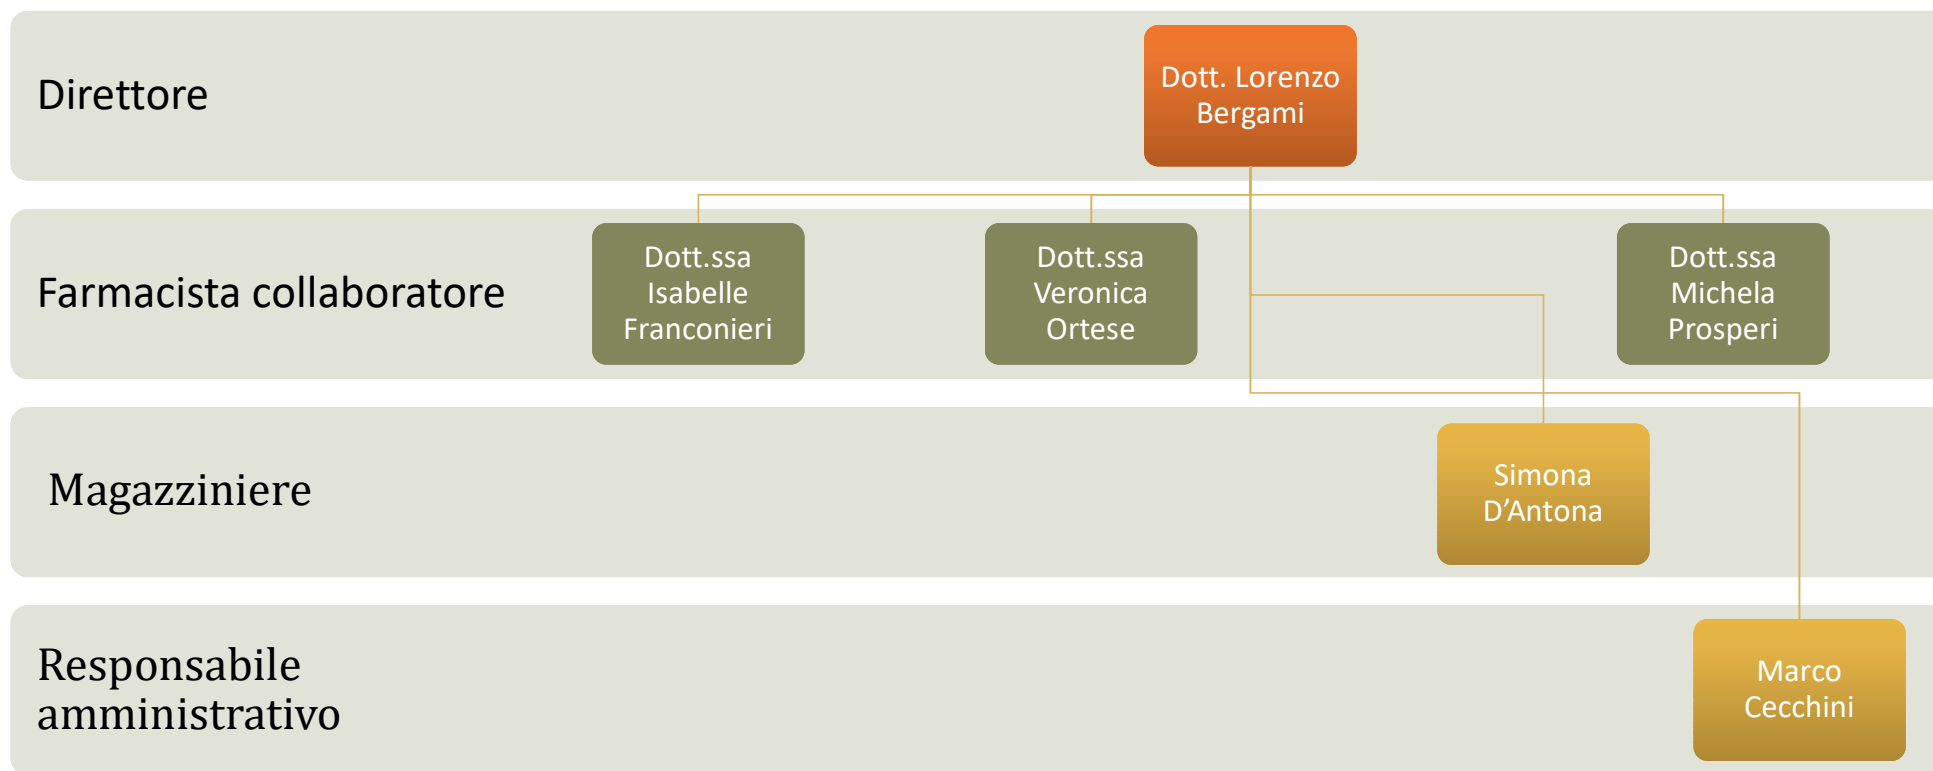 Direttore
Dott. Lorenzo
Bergami
Farmacista collaboratore
Dott.ssa
Isabelle
Franconieri
Dott.ssa
Veronica
Ortese
Dott.ssa
Michela
Prosperi
Magazziniere
Simona
D’Antona
Responsabile
amministrativo
Marco
Cecchini